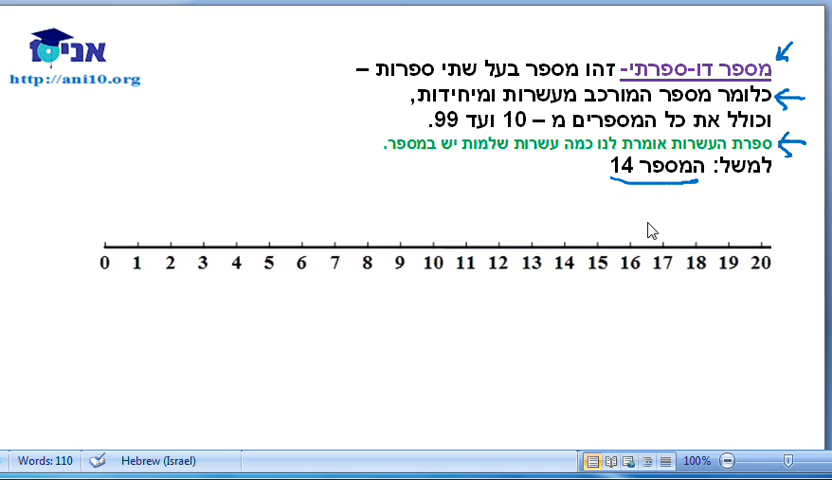 אניסן
http://ani10.org
מספר דו-ספרתי- זהו מספר בעל שתי ספרות –
כלומר מספר המורכב מעשרות ומיחידות,
וכולל את כל המספרים מ – 10 ועד 99.
ספרת העשרות אומרת לנו כמה עשרות שלמות יש במספר.
למשל: המספר 14
0 1 2 3 4 5 6 7 8 9 10 11 12 13 14 15 16 17 18 19 20
Words: 110 Hebrew (Israel) 100%